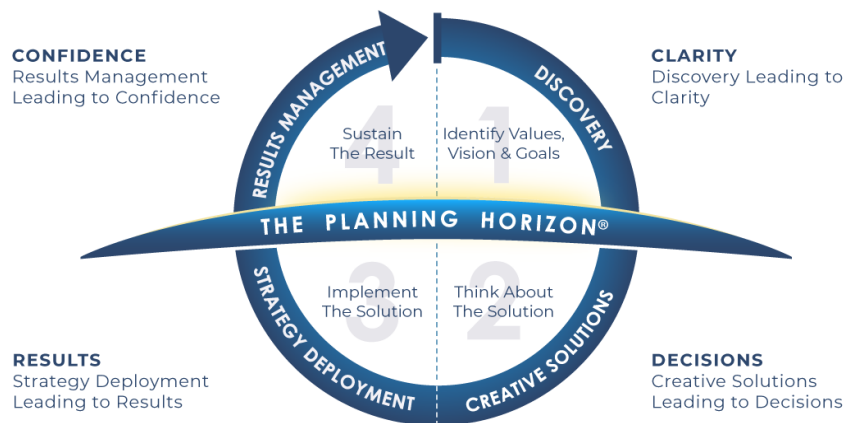 CONFIDENCE
Results Management
Leading to Confidence
CLARITY
Discovery Leading to
Clarity
RESULTS MANAGEMENT
DISCOVERY
4
Sustain
The Result
1
Identify Values,
Vision & Goals
THE PLANNING HORIZON®
3
Implement
The Solution
2
Think About
The Solution
STRATEGY DEPLOYMENT
CREATIVE SOLUTIONS
RESULTS
Strategy Deployment
Leading to Results
DECISIONS
Creative Solutions
Leading to Decisions